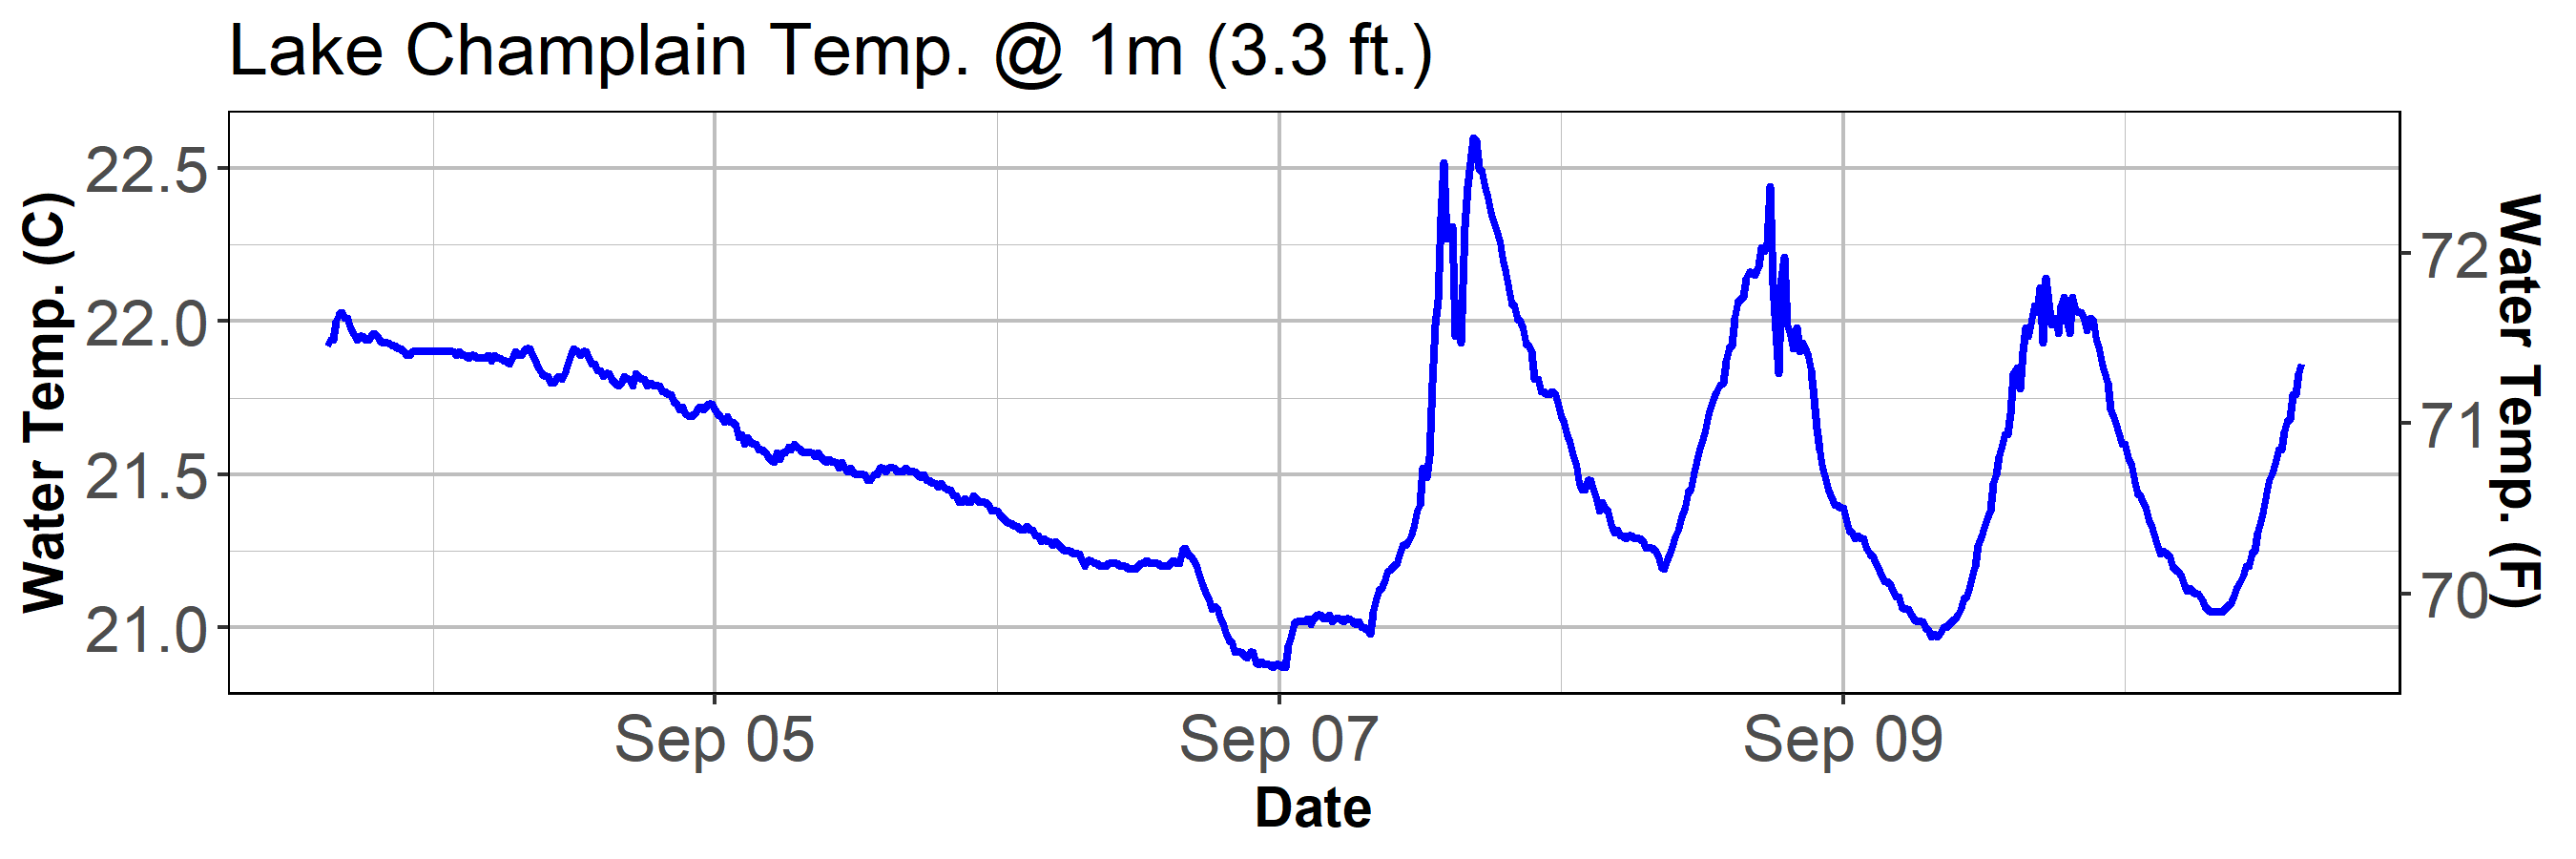 Lake Champlain Temp. @ 1m (3.3 ft.)
Water Temp. (C)
22.5
22.0
21.5
21.0
72
71
70
Water Temp. (F)
Sep 05 Sep 07 Sep 09
Date